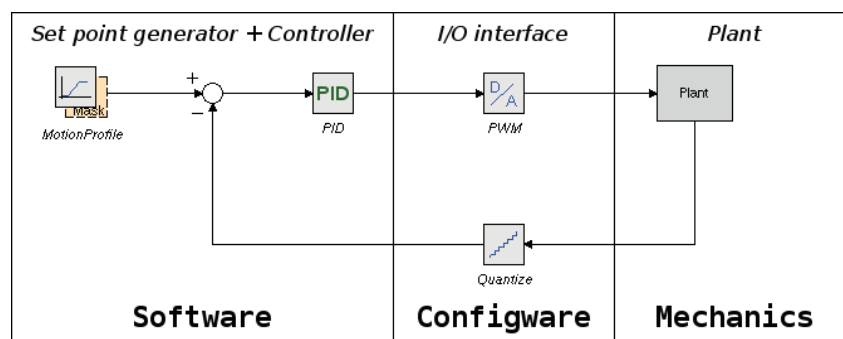 Set point generator + Controller
I/O interface
Plant
Mask
MotionProfile
+
−
PID
PID
D/A
PWM
Plant
Quantize
Software
Configware
Mechanics